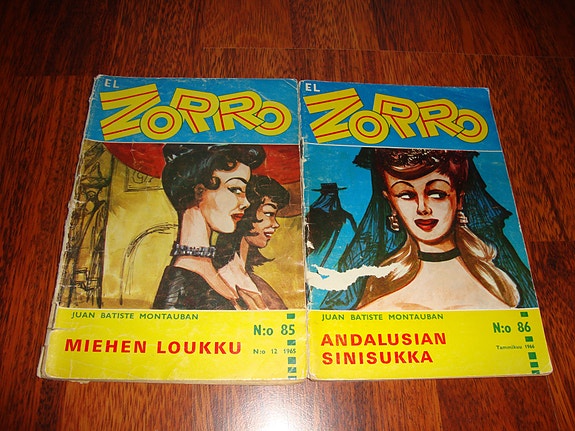 EL
ZORRO
JUAN BATISTE MONTAUBAN
N:o 85
MIEHEN LOUKKU
N:o 12 1965
EL
ZORRO
JUAN BATISTE MONTAUBAN
N:o 86
ANDALUSIAN
SINISUKKA
Tammikuu 1966